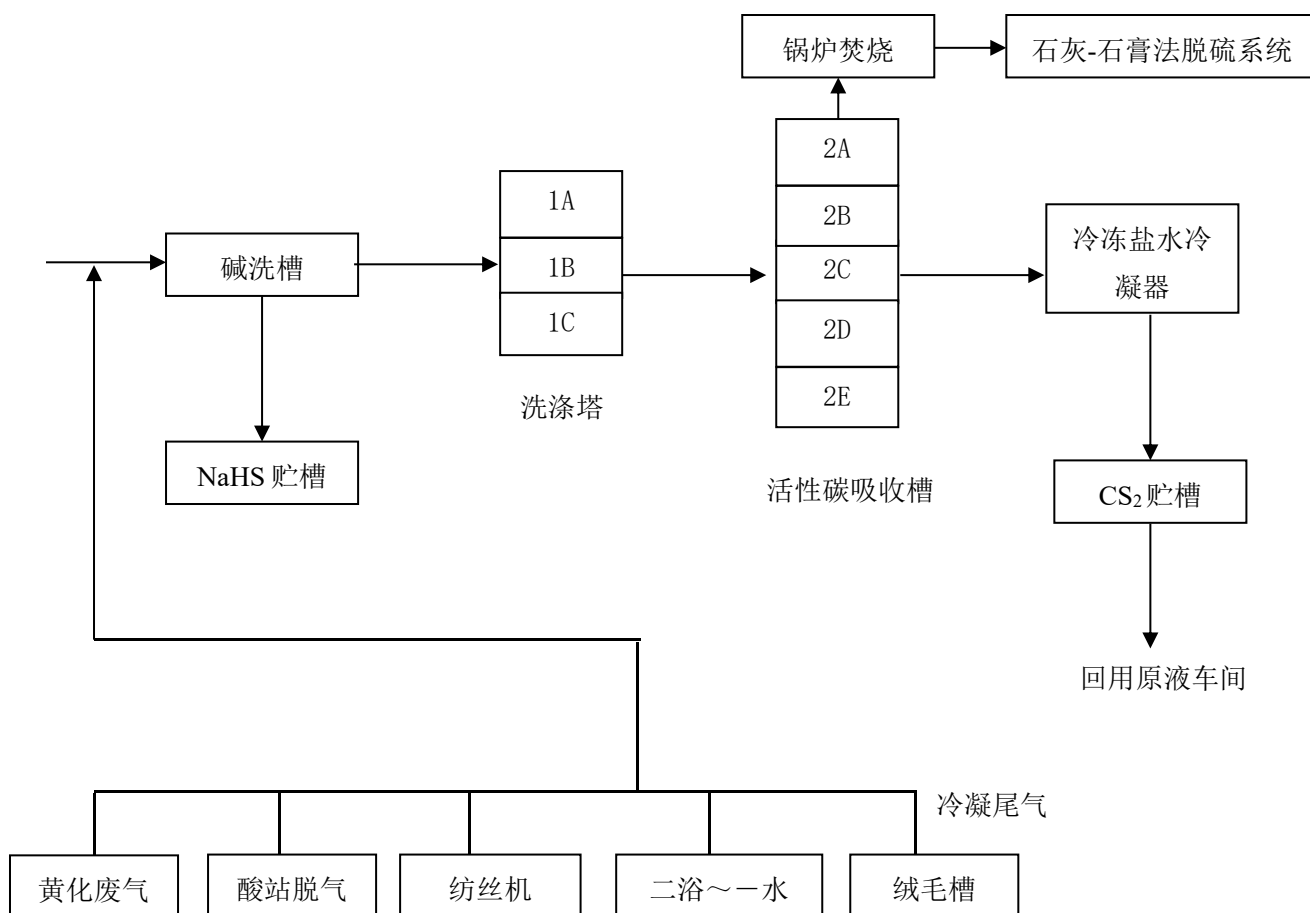 锅炉焚烧
石灰-石膏法脱硫系统
2A
1A
2B
冷冻盐水冷
凝器
碱洗槽
1B
2C
1C
2D
2E
洗涤塔
NaHS 贮槽
活性碳吸收槽
CS₂贮槽
回用原液车间
冷凝尾气
黄化废气
酸站脱气
纺丝机
二浴～一水
绒毛槽